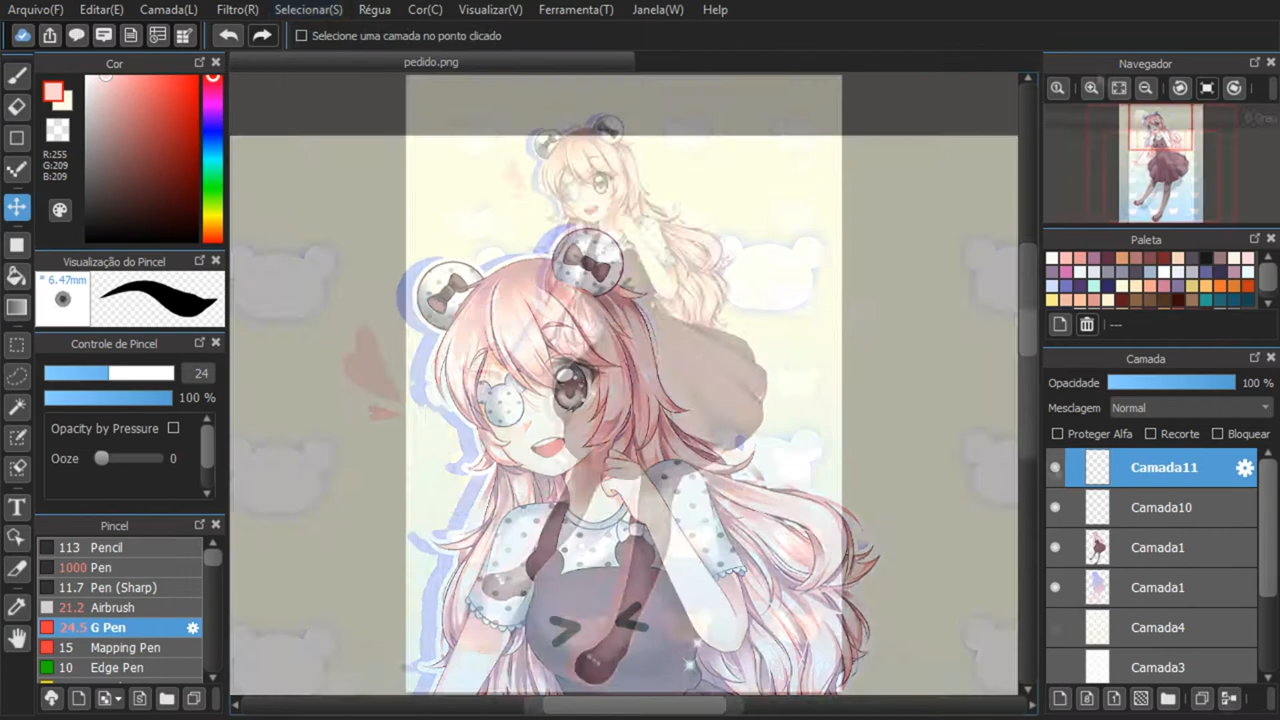 Arquivo(F) Editar(E) Camada(L) Filtro(R) Selecionar(S) Régua Cor(C) Visualizar(V) Ferramenta(T) Janela(W) Help
Selecione uma camada no ponto clicado
Cor
R:255
G:209
B:209
Visualização do Pincel
* 6.47mm
Controle de Pincel
24
100 %
Opacity by Pressure
Ooze 0
Pincel
113 Pencil
1000 Pen
11.7 Pen (Sharp)
21.2 Airbrush
24.5 G Pen
15 Mapping Pen
10 Edge Pen
pedido.png
Navegador
Paleta
---
Camada
Opacidade 100 %
Mesclagem Normal
Proteger Alfa Recorte Bloquear
Camada11
Camada10
Camada1
Camada1
Camada4
Camada3